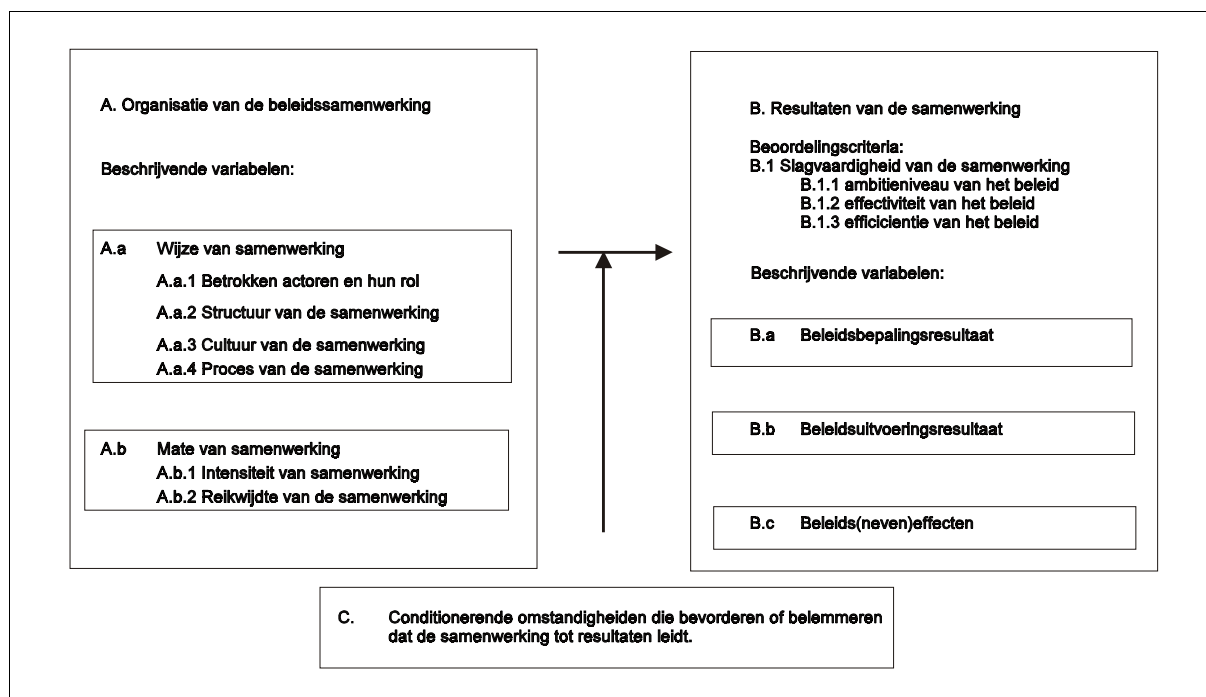 A. Organisatie van de beleidssamenwerking
Beschrijvende variabelen:
A.a Wijze van samenwerking
A.a.1 Betrokken actoren en hun rol
A.a.2 Structuur van de samenwerking
A.a.3 Cultuur van de samenwerking
A.a.4 Proces van de samenwerking
A.b Mate van samenwerking
A.b.1 Intensiteit van samenwerking
A.b.2 Reikwijdte van de samenwerking
B. Resultaten van de samenwerking
Beoordelingscriteria:
B.1 Slagvaardigheid van de samenwerking
B.1.1 ambitieniveau van het beleid
B.1.2 effectiviteit van het beleid
B.1.3 efficicientie van het beleid
Beschrijvende variabelen:
B.a Beleidsbepalingsresultaat
B.b Beleidsuitvoeringsresultaat
B.c Beleids(neven)effecten
C. Conditionerende omstandigheden die bevorderen of belemmeren
dat de samenwerking tot resultaten leidt.